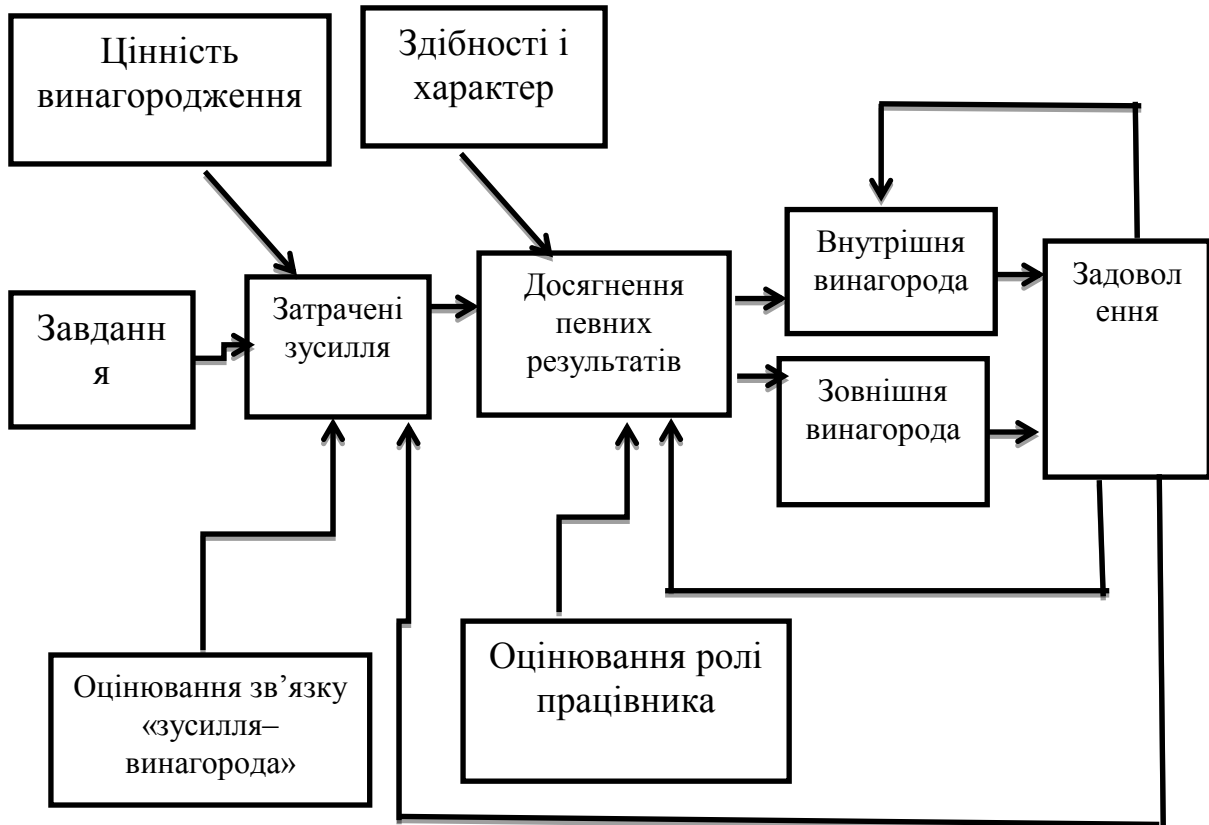 Цінність
винагородження
Здібності і
характер
Внутрішня
винагорода
Задовол
ення
Завданн
я
Затрачені
зусилля
Досягнення
певних
результатів
Зовнішня
винагорода
Оцінювання зв’язку
«зусилля–
винагорода»
Оцінювання ролі
працівника